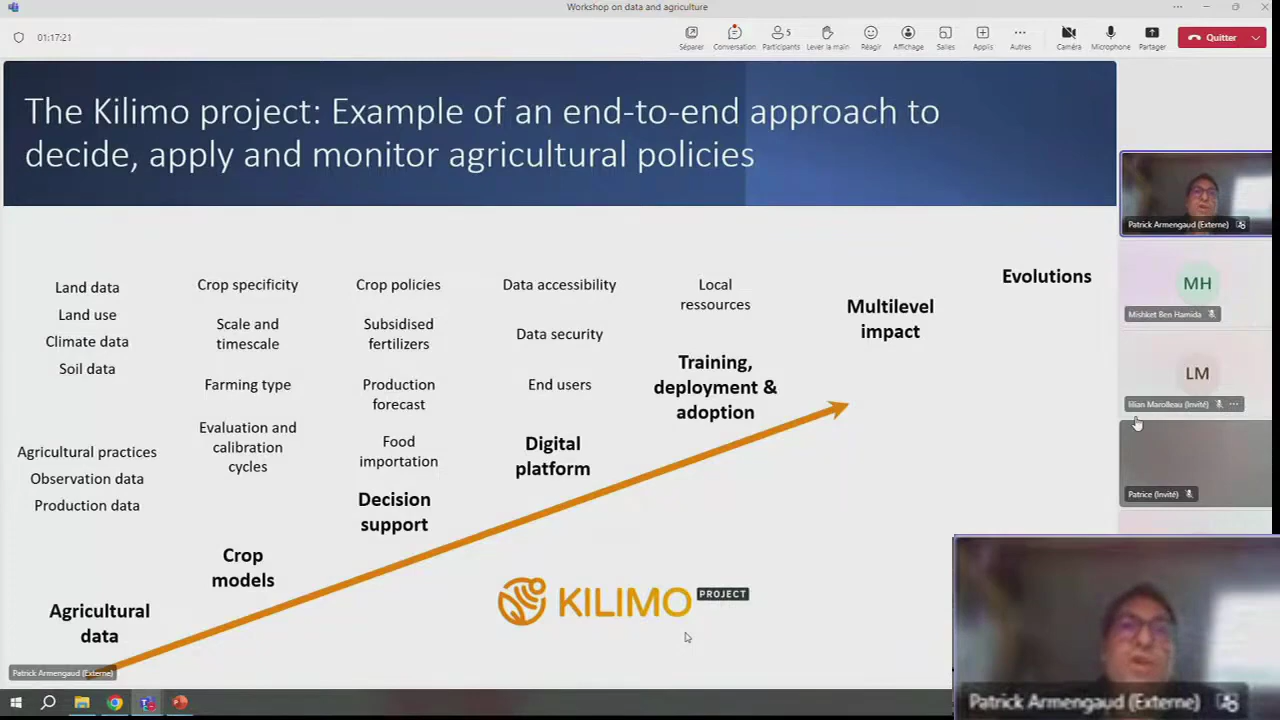 Workshop on data and agriculture
01:17:21
Séparer
Conversation
5
Participants
Lever la main
Réagir
Affichage
Salles
Applis
Autres
Caméra
Microphone
Partager
Quitter
The Kilimo project: Example of an end-to-end approach to
decide, apply and monitor agricultural policies
Land data
Land use
Climate data
Soil data
Agricultural practices
Observation data
Production data
Agricultural
data
Crop specificity
Scale and
timescale
Farming type
Evaluation and
calibration
cycles
Crop
models
Crop policies
Subsidised
fertilizers
Production
forecast
Food
importation
Decision
support
Data accessibility
Data security
End users
Digital
platform
Local
ressources
Training,
deployment &
adoption
Multilevel
impact
Evolutions
KILIMO PROJECT
Patrick Armengaud (Externe)
Patrick Armengaud (Externe)
MH
Mishket Ben Hamida
LM
lilian Marolleau (Invité)
Patrice (Invité)
Patrick Armengaud (Externe)